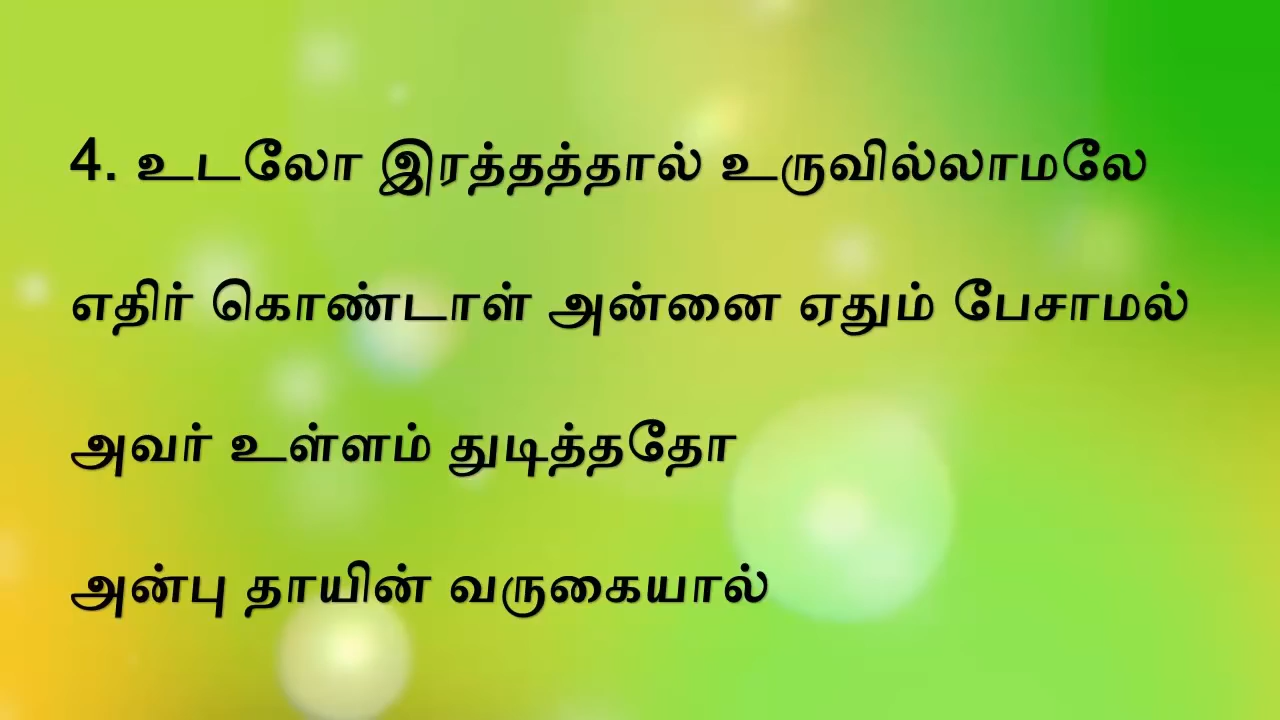 4. உடலோ இரத்தத்தால் உருவில்லாமலே
எதிர் கொண்டாள் அன்னை ஏதும் பேசாமல்
அவர் உள்ளம் துடித்ததோ
அன்பு தாயின் வருகையால்